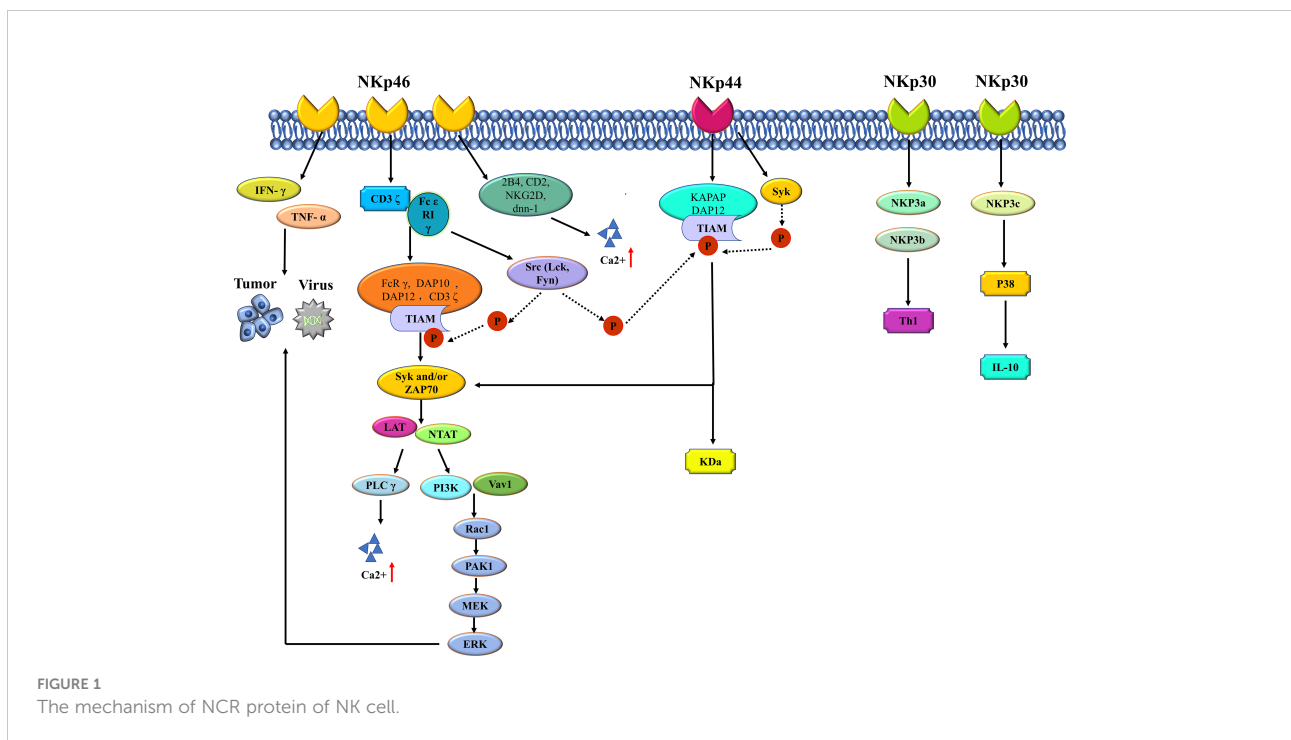 NKp46
NKp44
NKp30
NKp30
IFN- γ
TNF- α
CD3 ζ
Fc ε
RI
γ
2B4, CD2,
NKG2D,
dnn-1
Ca2+
KAPAP
DAP12
TIAM
P
Syk
P
NKP3a
NKP3b
Th1
NKP3c
P38
IL-10
Tumor
Virus
FcR γ, DAP10 ,
DAP12 , CD3 ζ
TIAM
P
Src (Lck,
Fyn)
P
P
Syk and/or
ZAP70
LAT
NTAT
KDa
PLC γ
PI3K
Vav1
Ca2+
Rac1
PAK1
MEK
ERK
FIGURE 1
The mechanism of NCR protein of NK cell.